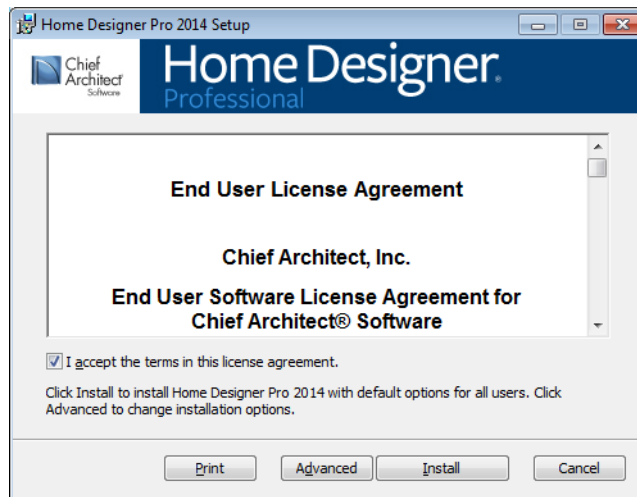 Home Designer Pro 2014 Setup
Chief
Architect
Software
Home Designer®
Professional
End User License Agreement
Chief Architect, Inc.
End User Software License Agreement for
Chief Architect® Software
I accept the terms in this license agreement.
Click Install to install Home Designer Pro 2014 with default options for all users. Click
Advanced to change installation options.
Print
Advanced
Install
Cancel